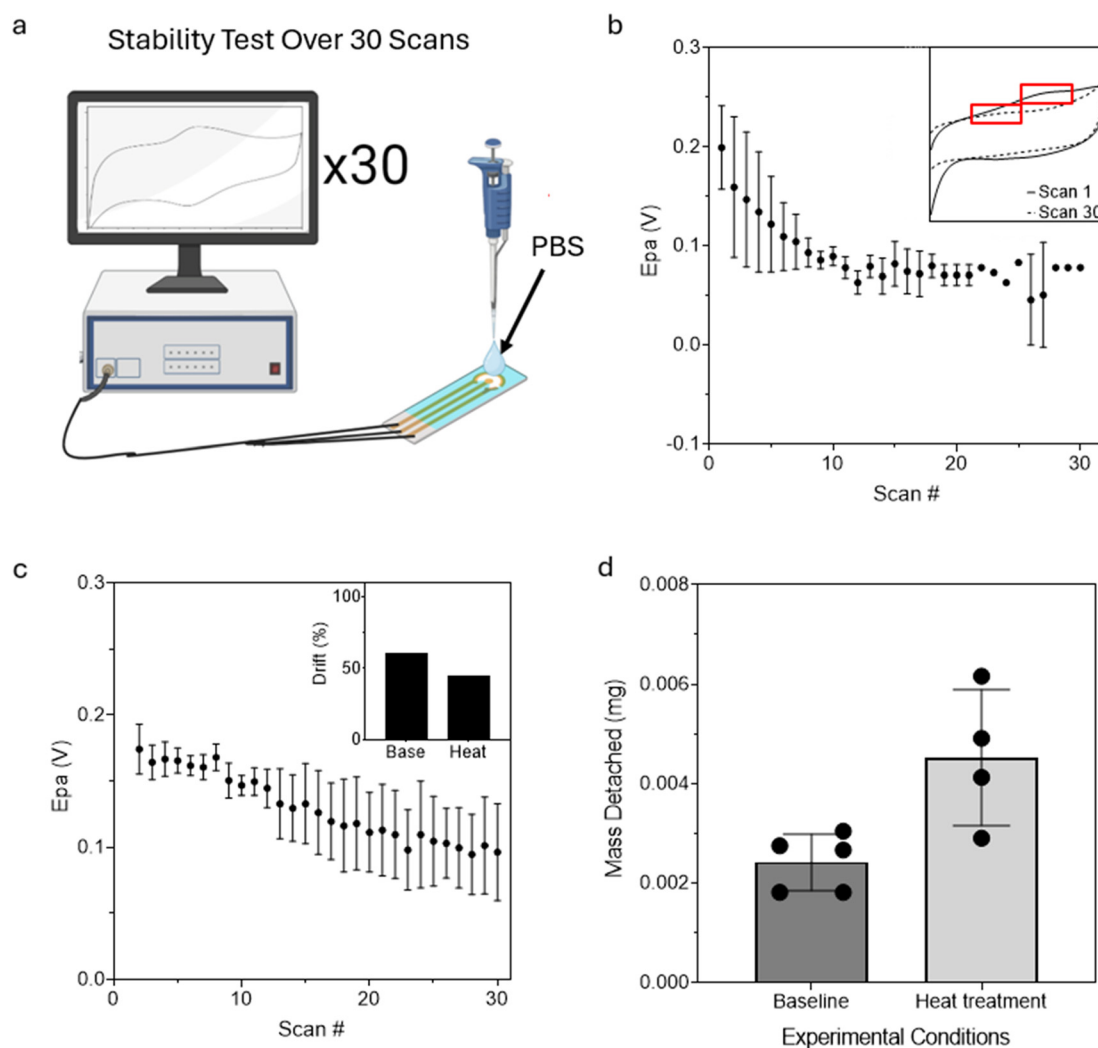 a
Stability Test Over 30 Scans
x30
PBS
b
0.3
0.2
0.1
0.0
-0.1
Epa (V)
0
10
20
30
Scan #
Scan 1
Scan 30
c
0.3
0.2
0.1
0.0
Epa (V)
0
10
20
30
Scan #
100
50
0
Drift (%)
Base
Heat
d
0.008
0.006
0.004
0.002
0.000
Mass Detached (mg)
Baseline
Heat treatment
Experimental Conditions